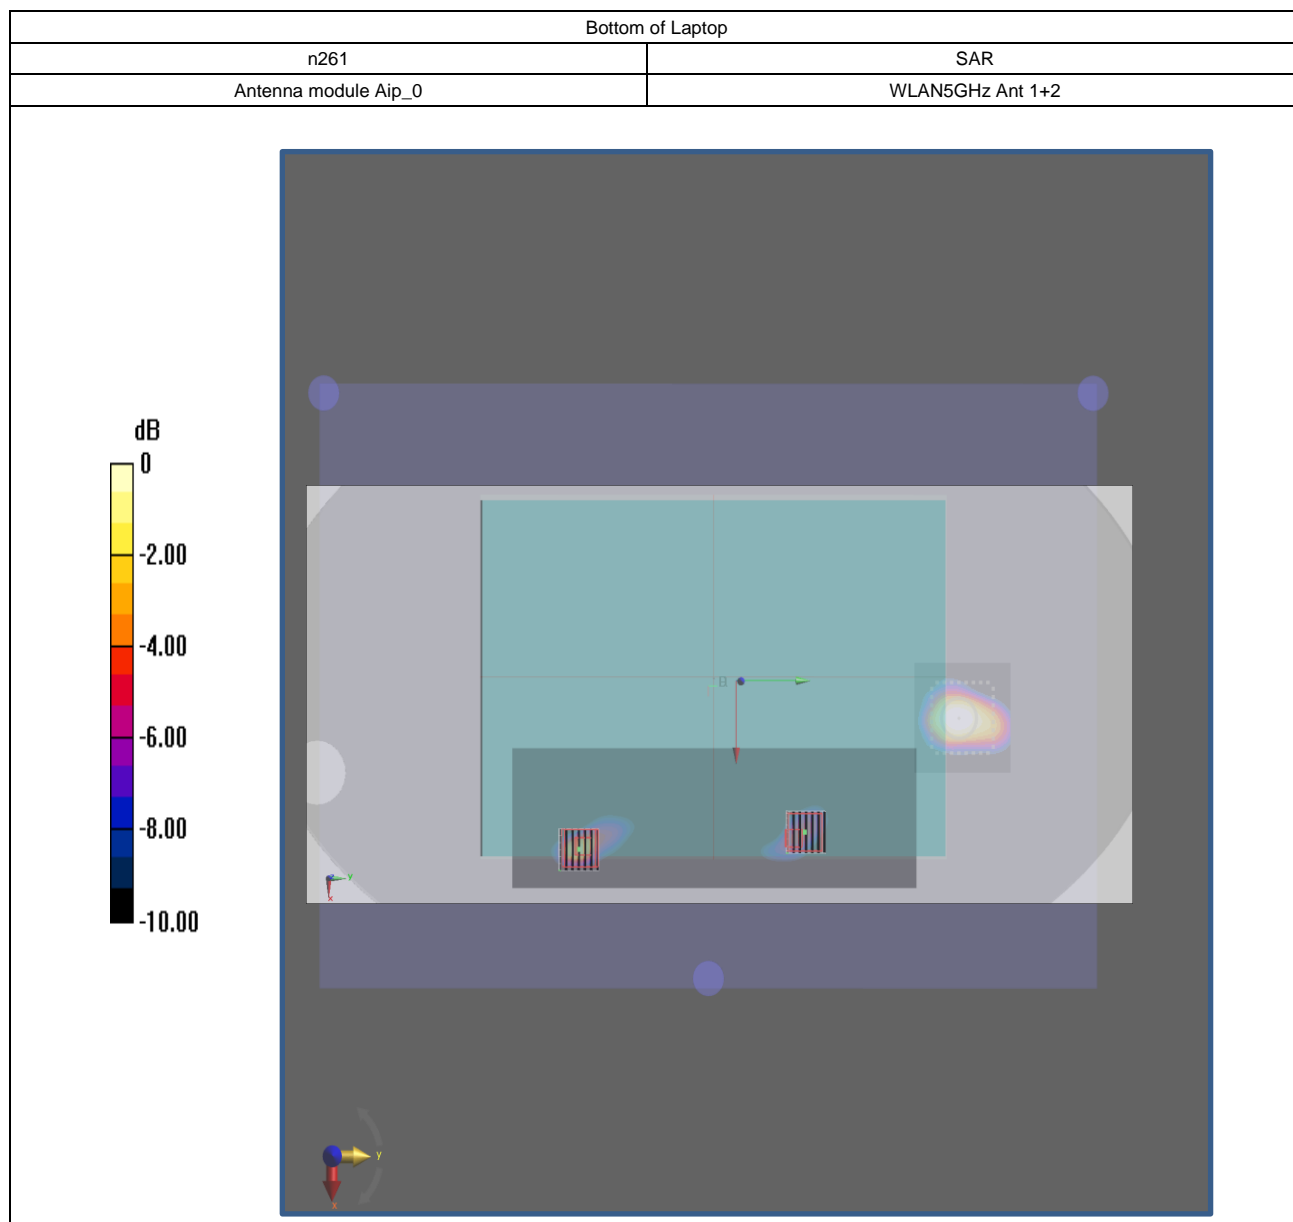 Bottom of Laptop
n261 SAR
Antenna module Aip_0 WLAN5GHz Ant 1+2
dB
0
-2.00
-4.00
-6.00
-8.00
-10.00
y
x
y
x